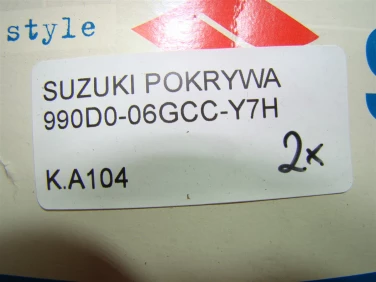 style
SUZUKI POKRYWA
990D0-06GCC-Y7H
2x
K.A104